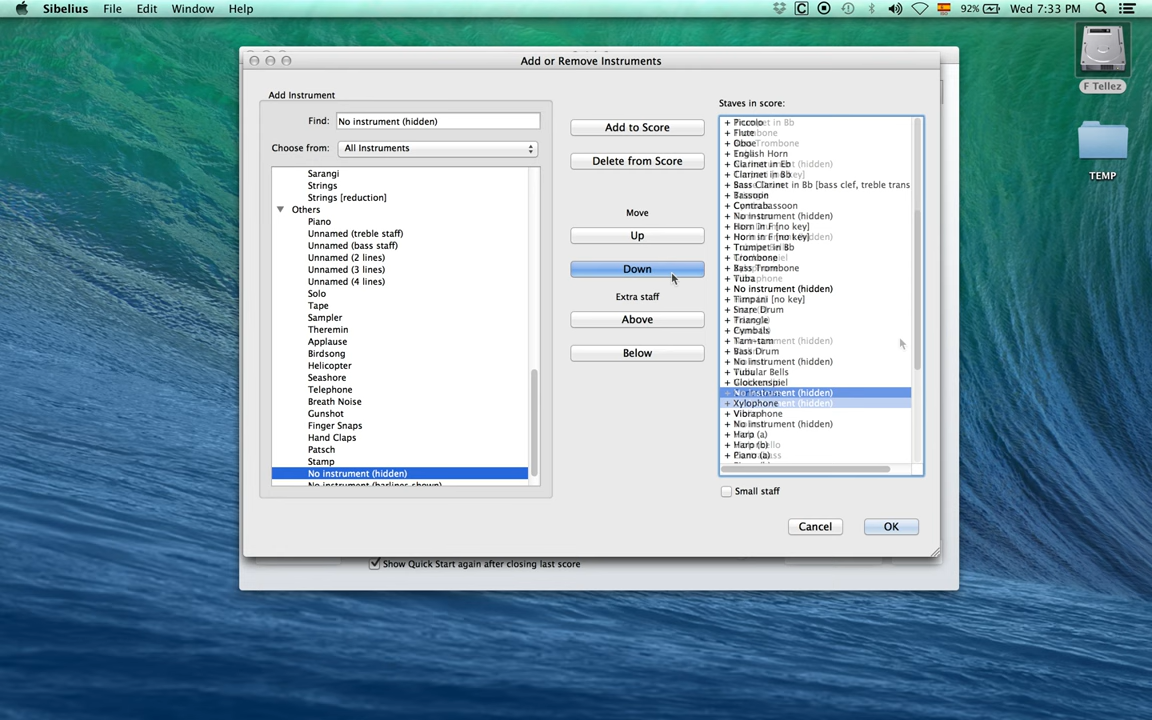 Sibelius File Edit Window Help
92% Wed 7:33 PM
F Tellez
TEMP
Add or Remove Instruments
Add Instrument
Find: No instrument (hidden)
Choose from: All Instruments
Sarangi
Strings
Strings [reduction]
Others
Piano
Unnamed (treble staff)
Unnamed (bass staff)
Unnamed (2 lines)
Unnamed (3 lines)
Unnamed (4 lines)
Solo
Tape
Sampler
Theremin
Applause
Birdsong
Helicopter
Seashore
Telephone
Breath Noise
Gunshot
Finger Snaps
Hand Claps
Patsch
Stamp
No instrument (hidden)
No instrument (barlines shown)
Add to Score
Delete from Score
Move
Up
Down
Extra staff
Above
Below
Staves in score:
+ Piccolo
+ Flute
+ Oboe
+ English Horn
+ Clarinet in Eb
+ Clarinet in Bb
+ Bass Clarinet in Bb [bass clef, treble trans
+ Bassoon
+ Contrabassoon
+ No instrument (hidden)
+ Horn in F [no key]
+ Horn in F [no key]
+ Trumpet in Bb
+ Trombone
+ Bass Trombone
+ Tuba
+ No instrument (hidden)
+ Timpani [no key]
+ Snare Drum
+ Triangle
+ Cymbals
+ Tam-tam
+ Bass Drum
+ No instrument (hidden)
+ Tubular Bells
+ Glockenspiel
+ No instrument (hidden)
+ Xylophone
+ Vibraphone
+ No instrument (hidden)
+ Harp (a)
+ Harp (b)
+ Piano (a)
Small staff
Cancel
OK
Show Quick Start again after closing last score